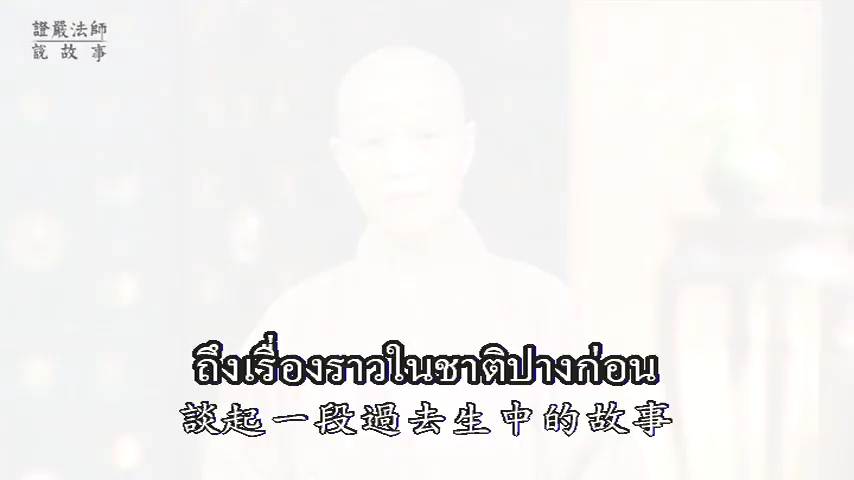 證嚴法師
說故事
ถึงเรื่องราวในชาติปางก่อน
談起一段過去生中的故事